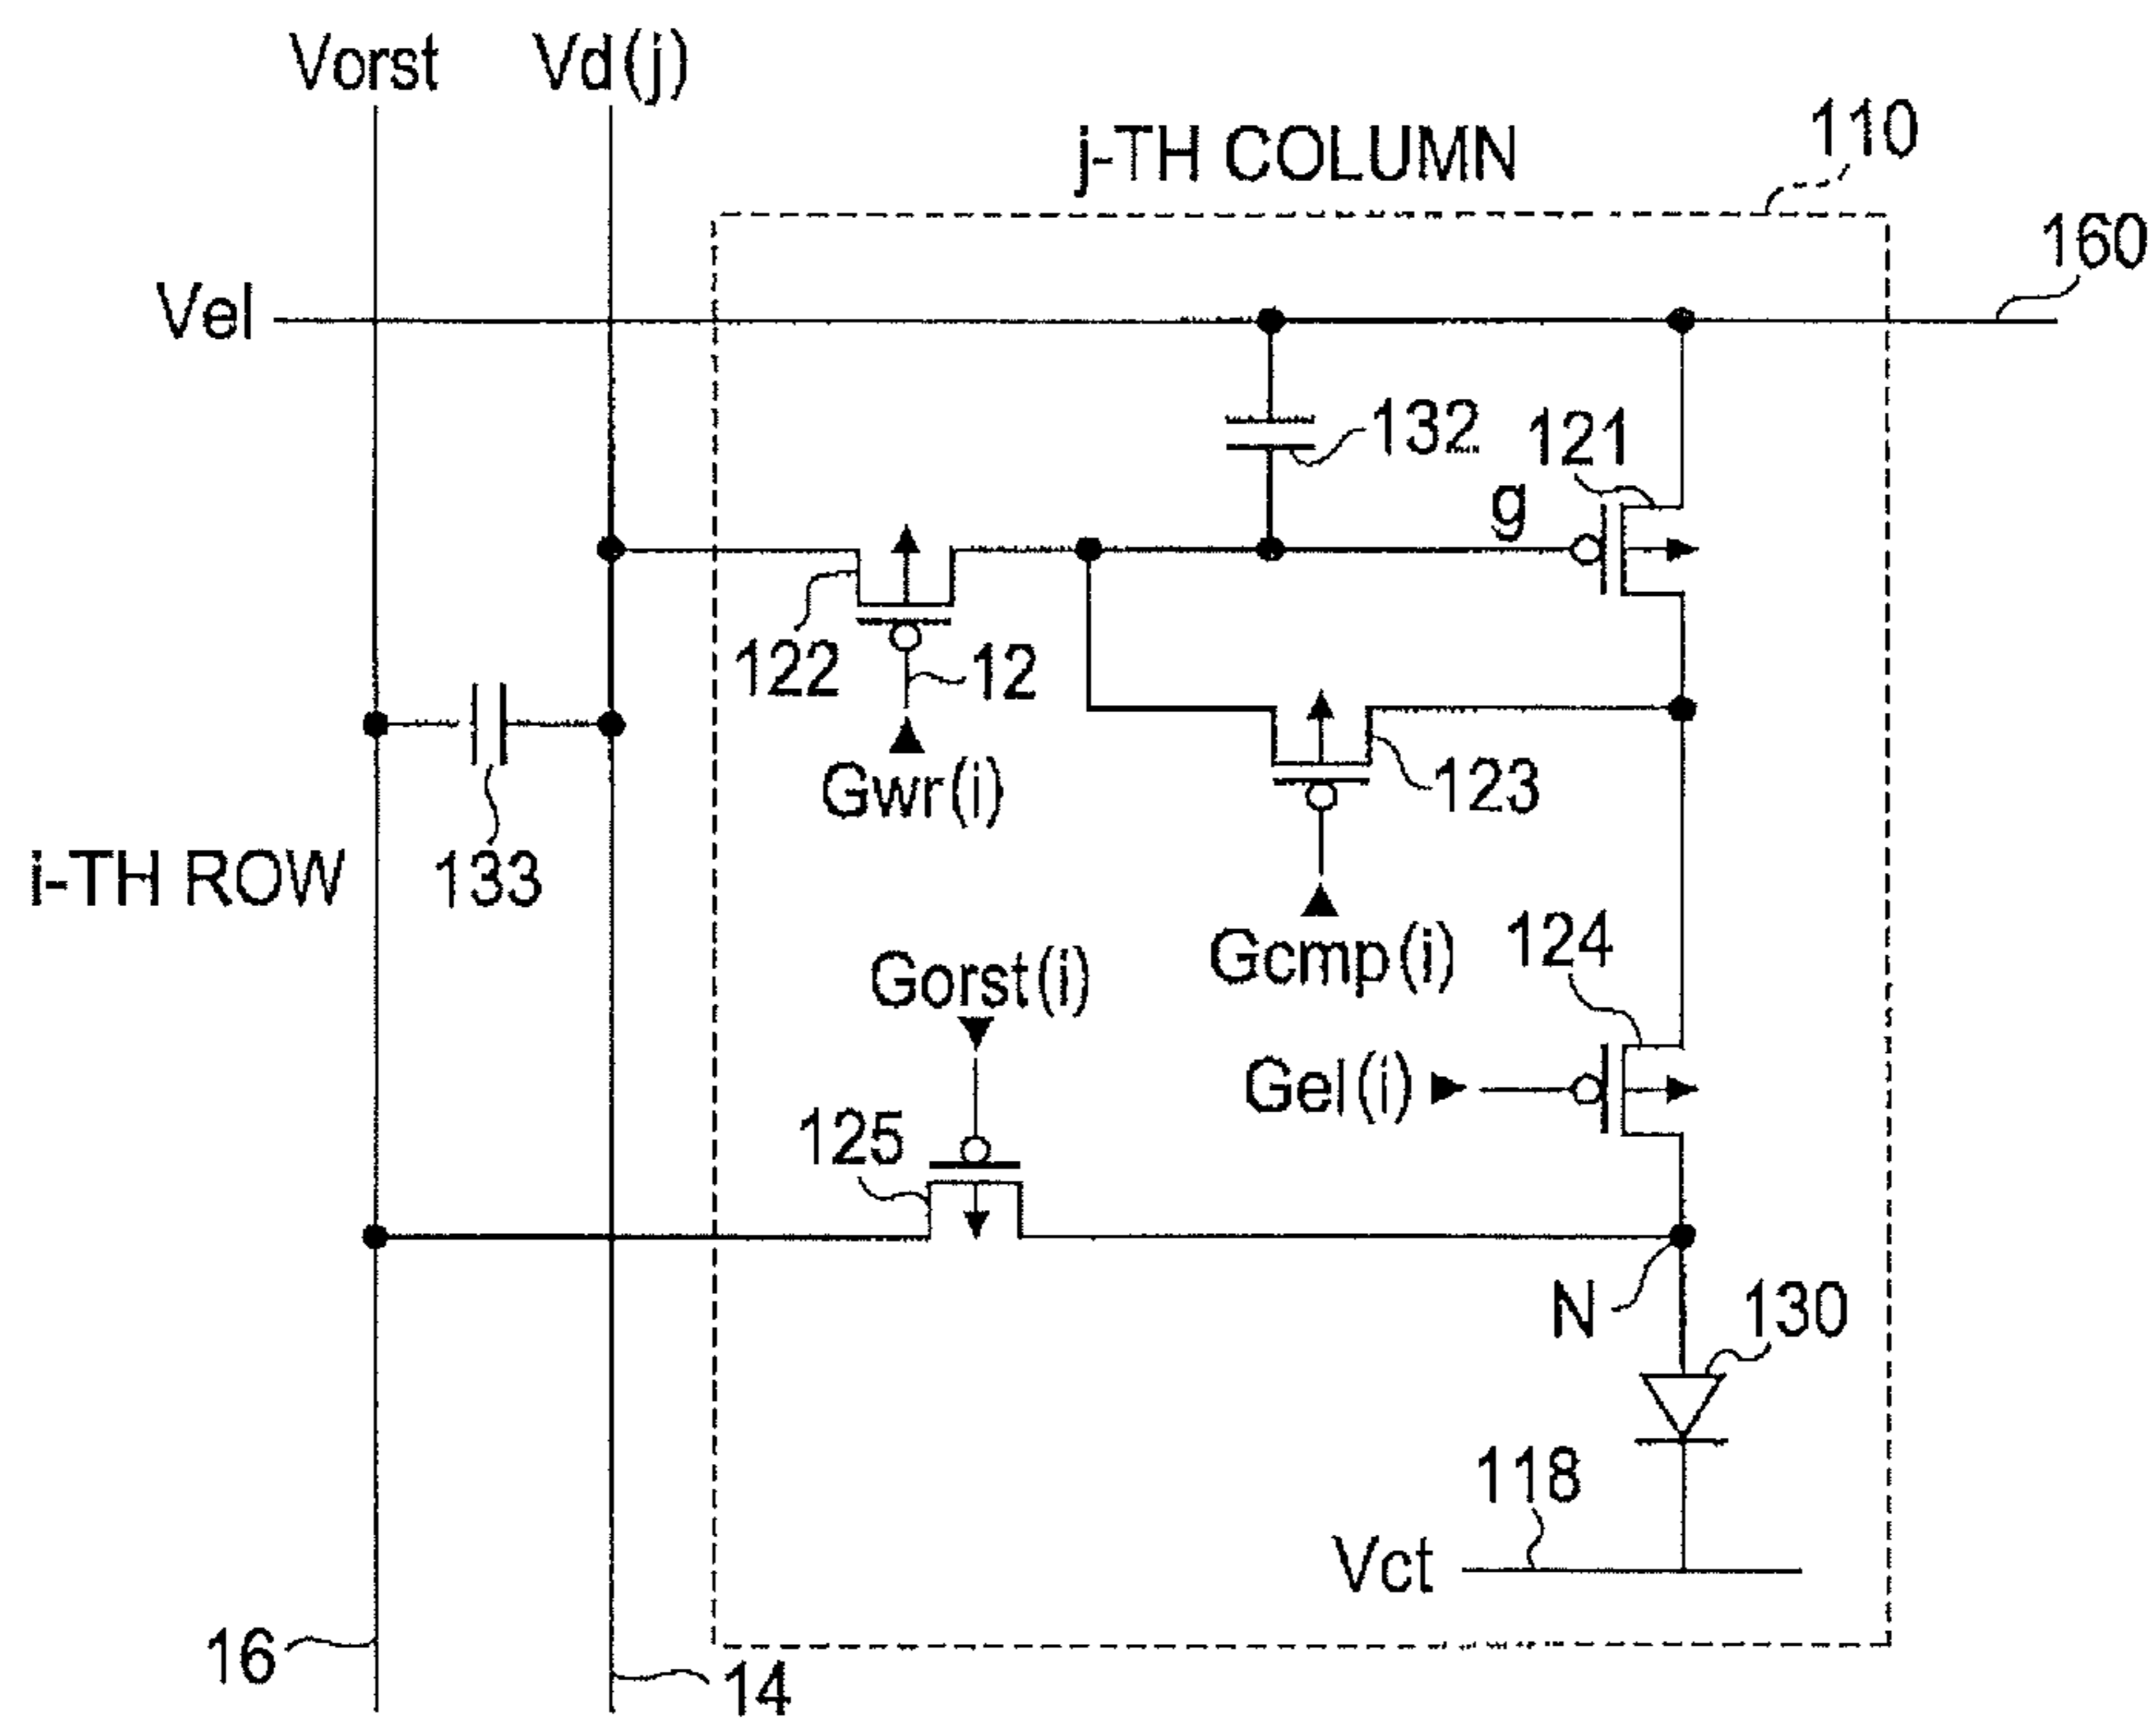 Vorst
Vd(j)
j-TH COLUMN
110
160
Vel
132
121
g
122
12
Gwr(i)
123
i-TH ROW
133
Gcmp(i)
124
Gorst(i)
Gel(i)
125
N
130
118
Vct
16
14